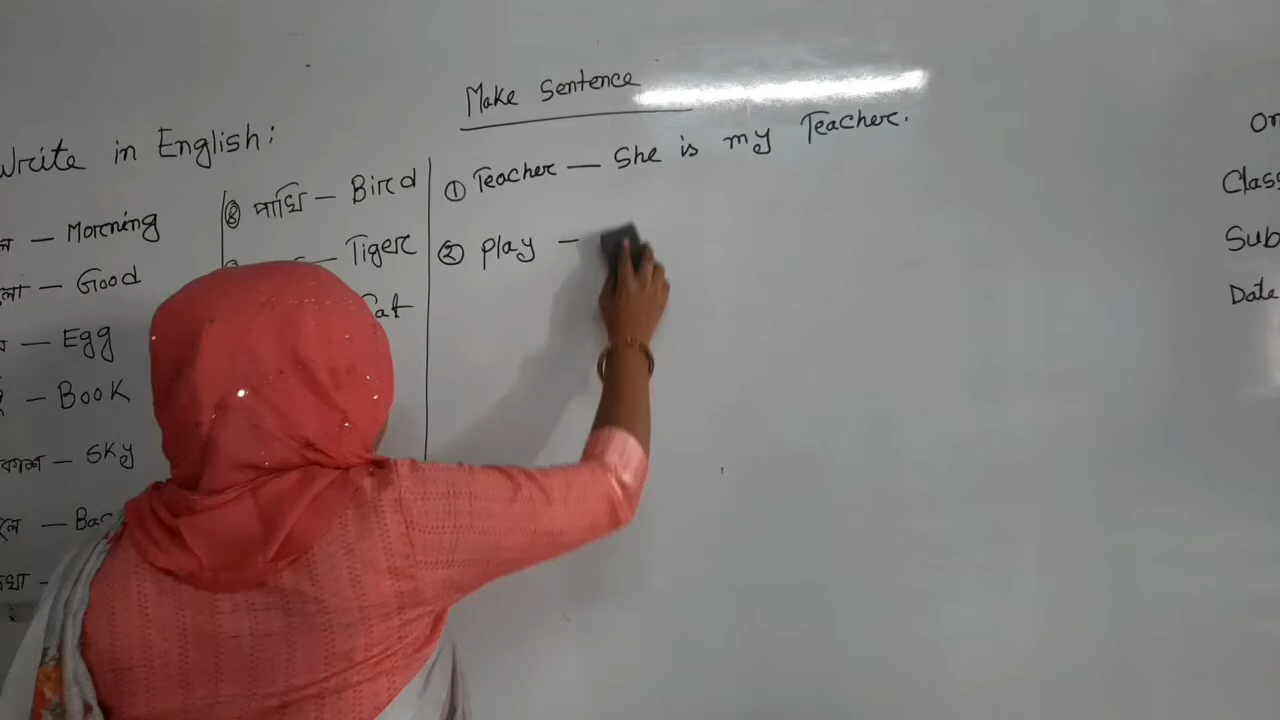 Make Sentence
Write in English:
— Morning
— Good
— Egg
— Book
— Sky
④ পাখি — Bird
— Tiger
Cat
① Teacher — She is my Teacher.
② play —
Class
Sub
Date